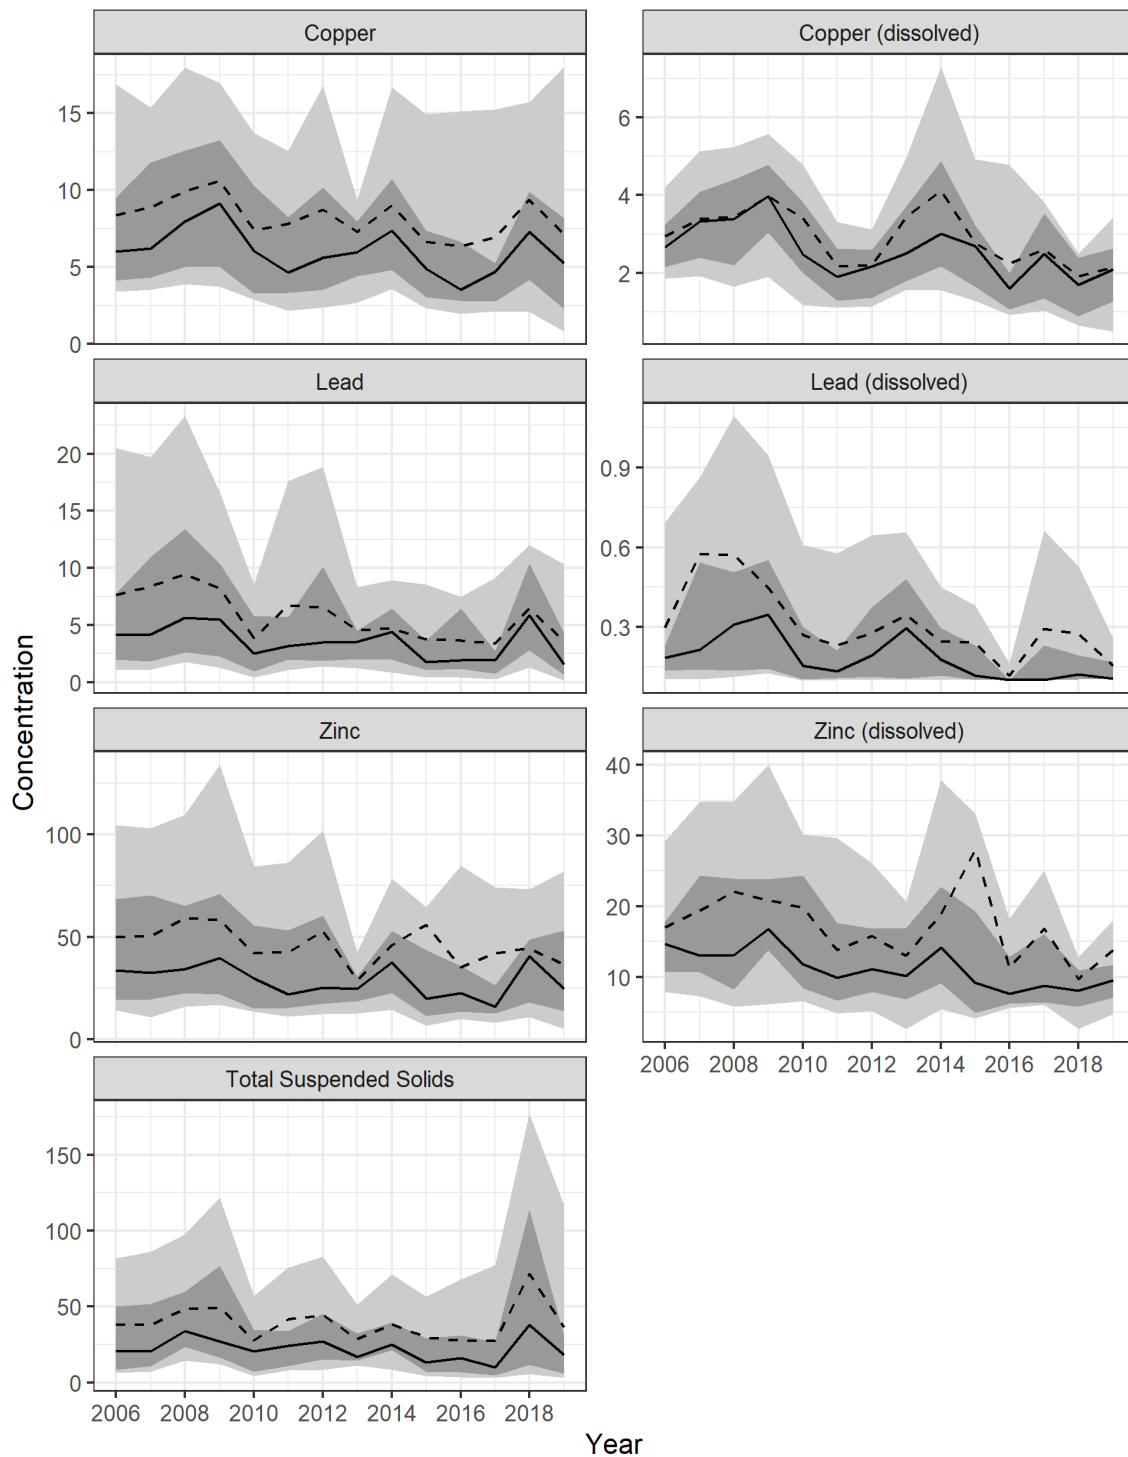 Copper
Copper (dissolved)
15
10
5
0
6
4
2
Lead
Lead (dissolved)
20
15
10
5
0
0.9
0.6
0.3
Zinc
Zinc (dissolved)
100
50
0
40
30
20
10
2006 2008 2010 2012 2014 2016 2018
Total Suspended Solids
150
100
50
0
2006 2008 2010 2012 2014 2016 2018
Concentration
Year